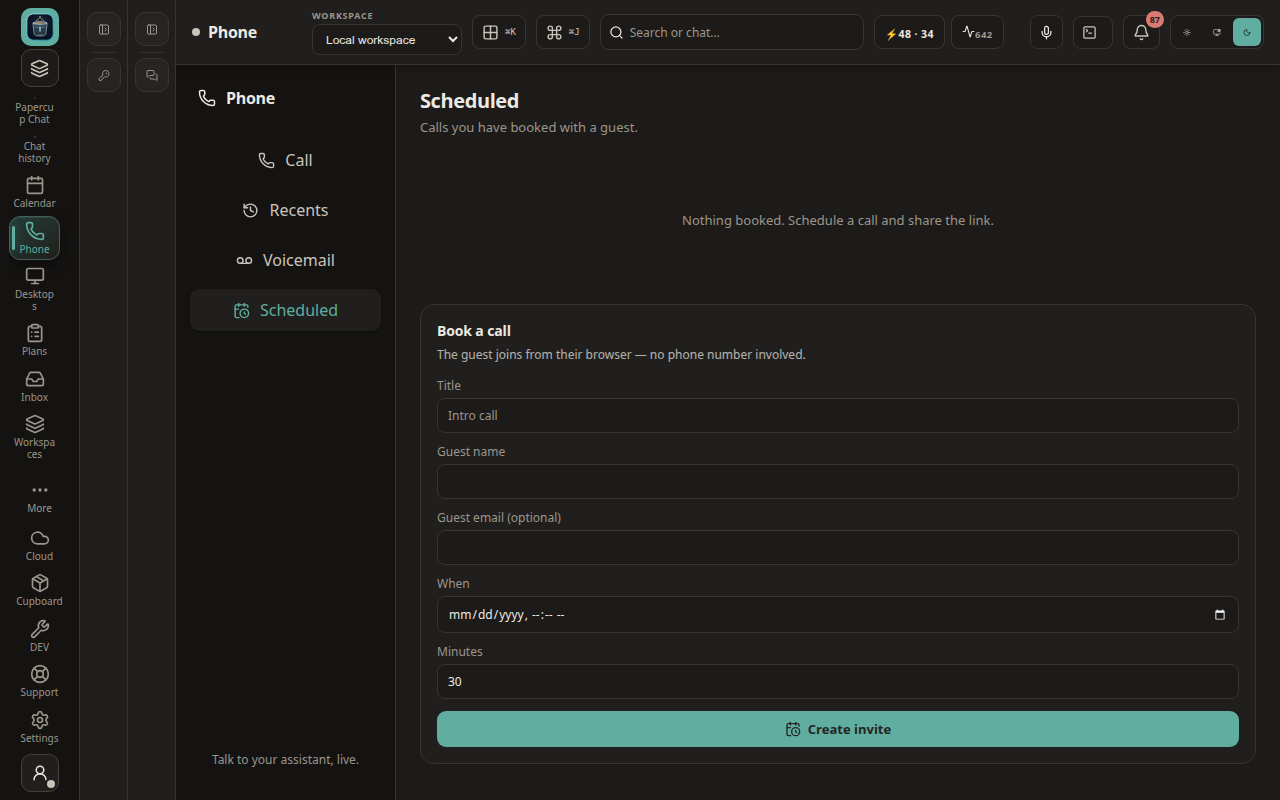 Phone
WORKSPACE
Local workspace
⌘K
⌘J
Search or chat...
⚡48 · 34
642
87
Papercu
p Chat
Chat
history
Calendar
Phone
Desktop
s
Plans
Inbox
Workspa
ces
More
Cloud
Cupboard
DEV
Support
Settings
Phone
Call
Recents
Voicemail
Scheduled
Talk to your assistant, live.
Scheduled
Calls you have booked with a guest.
Nothing booked. Schedule a call and share the link.
Book a call
The guest joins from their browser — no phone number involved.
Title
Intro call
Guest name
Guest email (optional)
When
mm/dd/yyyy, --:-- --
Minutes
30
Create invite